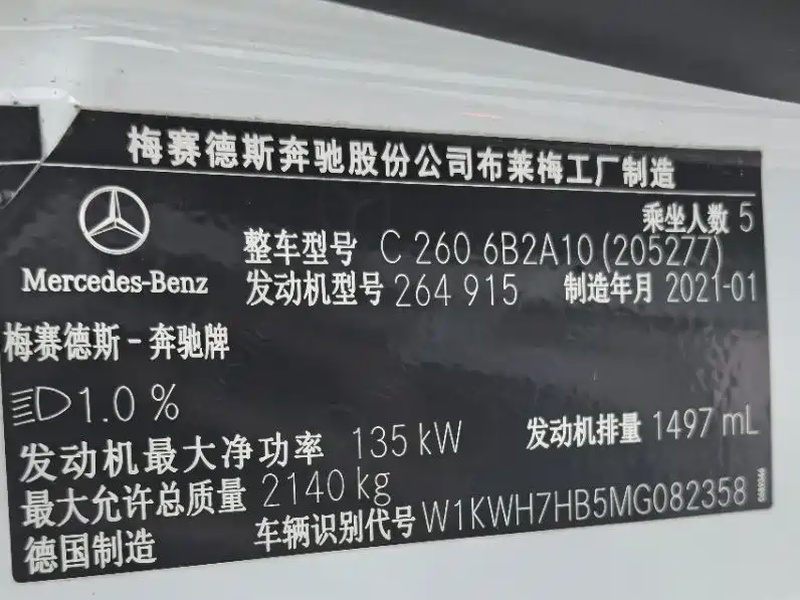 梅赛德斯奔驰股份公司布莱梅工厂制造
乘坐人数 5
整车型号 C 260 6B2A10 (205277)
Mercedes-Benz
发动机型号 264 915 制造年月 2021-01
梅赛德斯-奔驰牌
1.0 %
发动机最大净功率 135 kW 发动机排量 1497 mL
最大允许总质量 2140 kg
德国制造 车辆识别代号 W1KWH7HB5MG082358